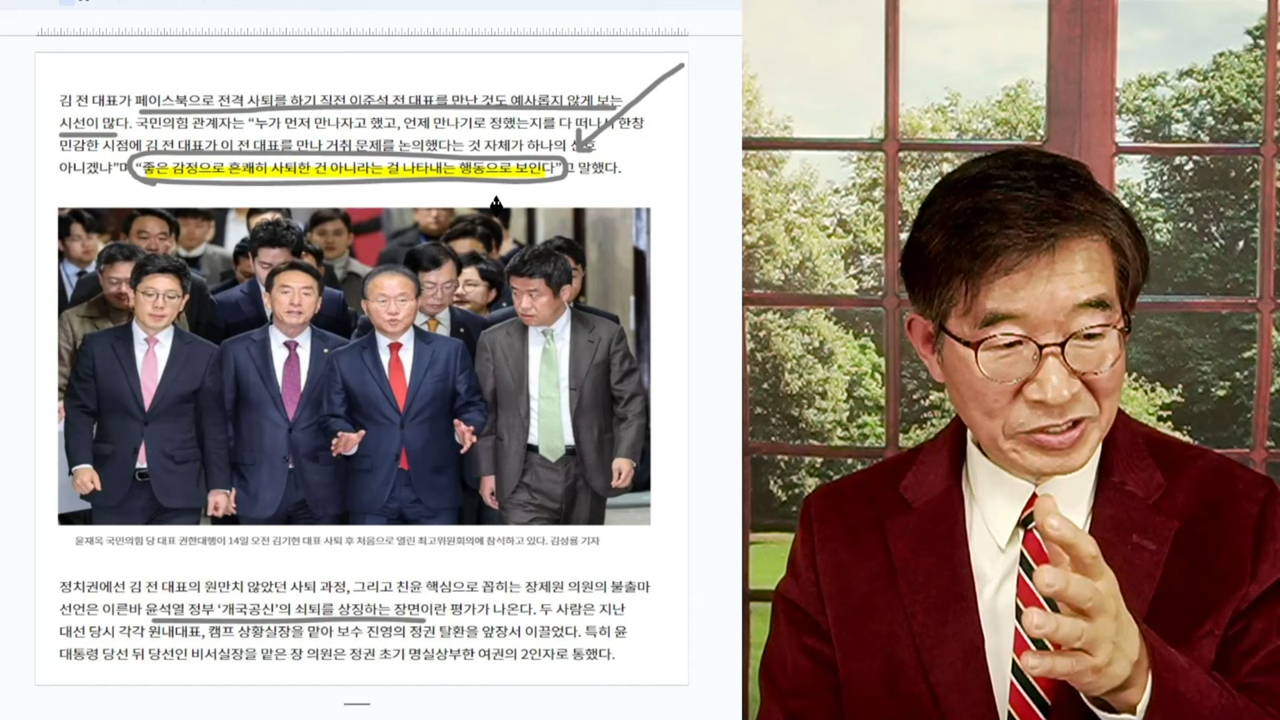 김 전 대표가 페이스북으로 전격 사퇴를 하기 직전 이준석 전 대표를 만난 것도 예사롭지 않게 보는
시선이 많다. 국민의힘 관계자는 “누가 먼저 만나자고 했고, 언제 만나기로 정했는지를 다 떠나서 한창
민감한 시점에 김 전 대표가 이 전 대표를 만나 거취 문제를 논의했다는 것 자체가 하나의 신호
아니겠냐”며 “좋은 감정으로 흔쾌히 사퇴한 건 아니라는 걸 나타내는 행동으로 보인다”고 말했다.
윤재옥 국민의힘 당 대표 권한대행이 14일 오전 김기현 대표 사퇴 후 처음으로 열린 최고위원회의에 참석하고 있다. 김성룡 기자
정치권에선 김 전 대표의 원만치 않았던 사퇴 과정, 그리고 친윤 핵심으로 꼽히는 장제원 의원의 불출마
선언은 이른바 윤석열 정부 ‘개국공신’의 쇠퇴를 상징하는 장면이란 평가가 나온다. 두 사람은 지난
대선 당시 각각 원내대표, 캠프 상황실장을 맡아 보수 진영의 정권 탈환을 앞장서 이끌었다. 특히 윤
대통령 당선 뒤 당선인 비서실장을 맡은 장 의원은 정권 초기 명실상부한 여권의 2인자로 통했다.